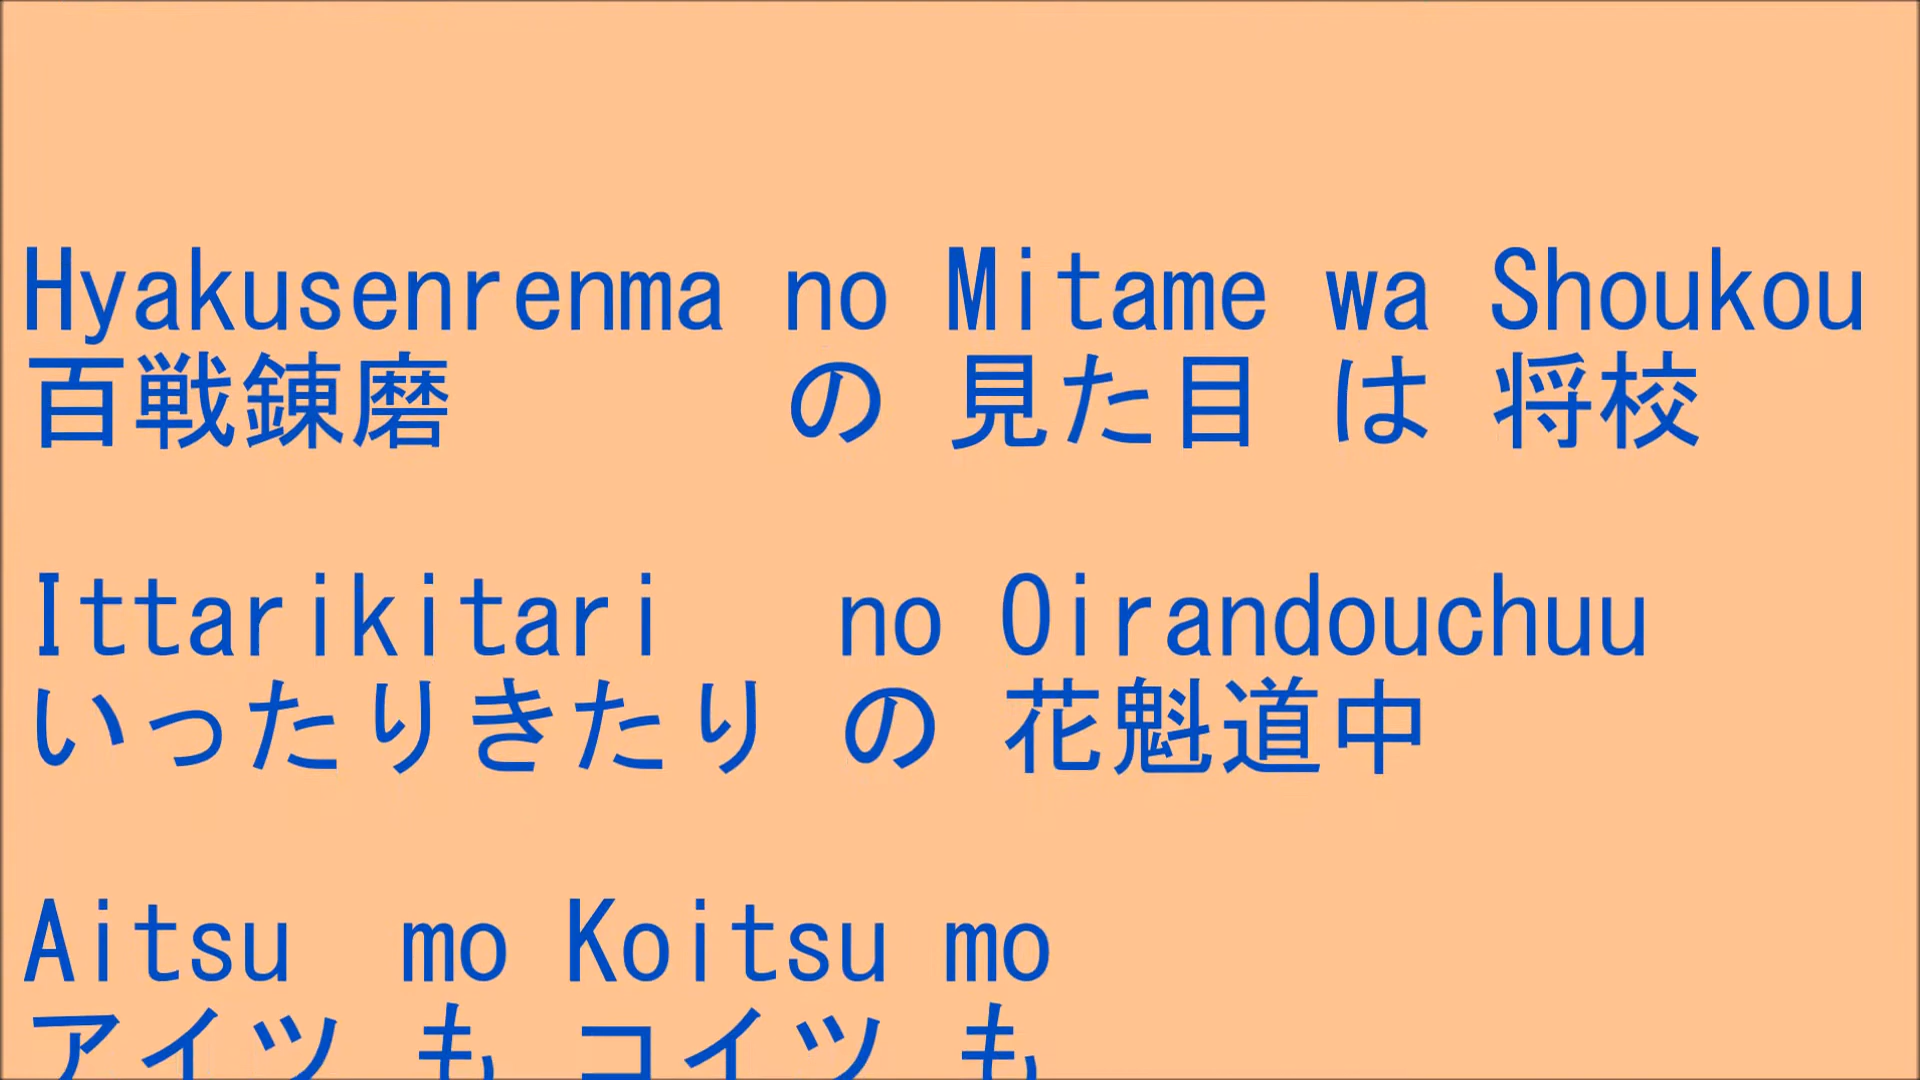 Hyakusenrenma no Mitame wa Shoukou
百戦錬磨 の 見た目 は 将校
Ittarikitari no Oirandouchuu
いったりきたり の 花魁道中
Aitsu mo Koitsu mo
アイツ も コイツ も